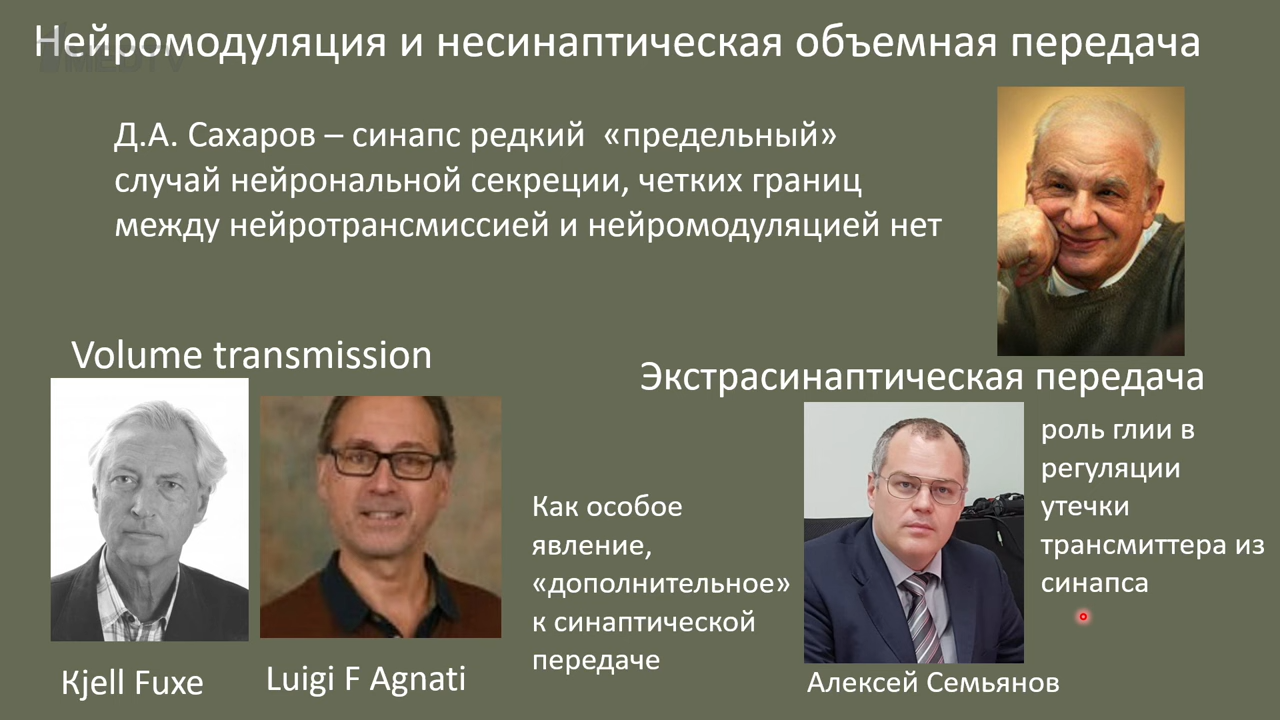 Нейромодуляция и несинаптическая объемная передача
MEDTV
Д.А. Сахаров – синапс редкий «предельный»
случай нейрональной секреции, четких границ
между нейротрансмиссией и нейромодуляцией нет
Volume transmission
Экстрасинаптическая передача
Kjell Fuxe
Luigi F Agnati
Как особое
явление,
«дополнительное»
к синаптической
передаче
роль глии в
регуляции
утечки
трансмиттера из
синапса
Алексей Семьянов